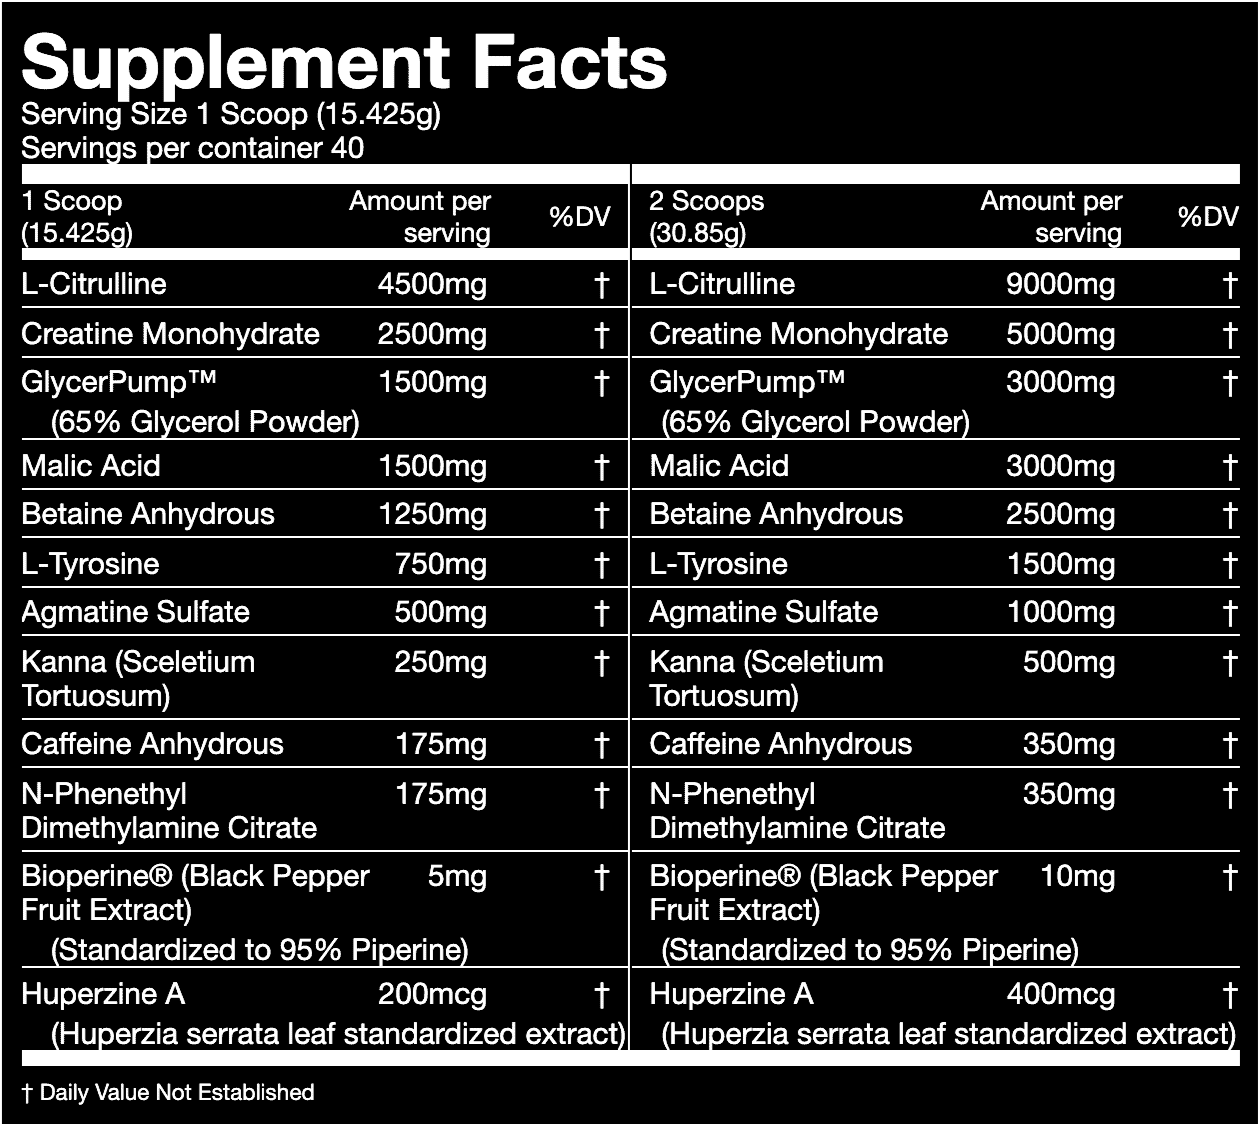 Supplement Facts
Serving Size 1 Scoop (15.425g)
Servings per container 40
1 Scoop
(15.425g)
Amount per
serving
%DV
L-Citrulline 4500mg †
Creatine Monohydrate 2500mg †
GlycerPump™ 1500mg †
(65% Glycerol Powder)
Malic Acid 1500mg †
Betaine Anhydrous 1250mg †
L-Tyrosine 750mg †
Agmatine Sulfate 500mg †
Kanna (Sceletium 250mg †
Tortuosum)
Caffeine Anhydrous 175mg †
N-Phenethyl 175mg †
Dimethylamine Citrate
Bioperine® (Black Pepper 5mg †
Fruit Extract)
(Standardized to 95% Piperine)
Huperzine A 200mcg †
(Huperzia serrata leaf standardized extract)
2 Scoops
(30.85g)
Amount per
serving
%DV
L-Citrulline 9000mg †
Creatine Monohydrate 5000mg †
GlycerPump™ 3000mg †
(65% Glycerol Powder)
Malic Acid 3000mg †
Betaine Anhydrous 2500mg †
L-Tyrosine 1500mg †
Agmatine Sulfate 1000mg †
Kanna (Sceletium 500mg †
Tortuosum)
Caffeine Anhydrous 350mg †
N-Phenethyl 350mg †
Dimethylamine Citrate
Bioperine® (Black Pepper 10mg †
Fruit Extract)
(Standardized to 95% Piperine)
Huperzine A 400mcg †
(Huperzia serrata leaf standardized extract)
† Daily Value Not Established